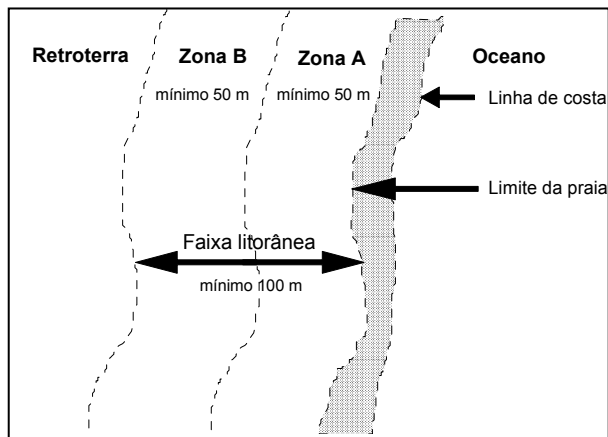 Retroterra
Zona B
Zona A
Oceano
mínimo 50 m
mínimo 50 m
Linha de costa
Limite da praia
Faixa litorânea
mínimo 100 m